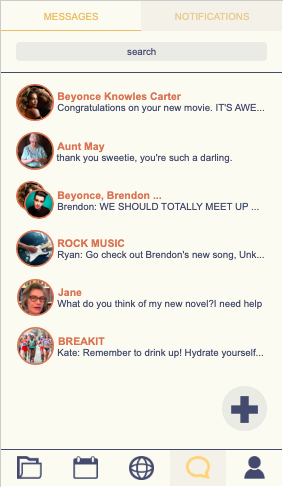 MESSAGES
NOTIFICATIONS
search
Beyonce Knowles Carter
Congratulations on your new movie. IT'S AWE...
Aunt May
thank you sweetie, you're such a darling.
Beyonce, Brendon ...
Brendon: WE SHOULD TOTALLY MEET UP ...
ROCK MUSIC
Ryan: Go check out Brendon's new song, Unk...
Jane
What do you think of my new novel?I need help
BREAKIT
Kate: Remember to drink up! Hydrate yourself...